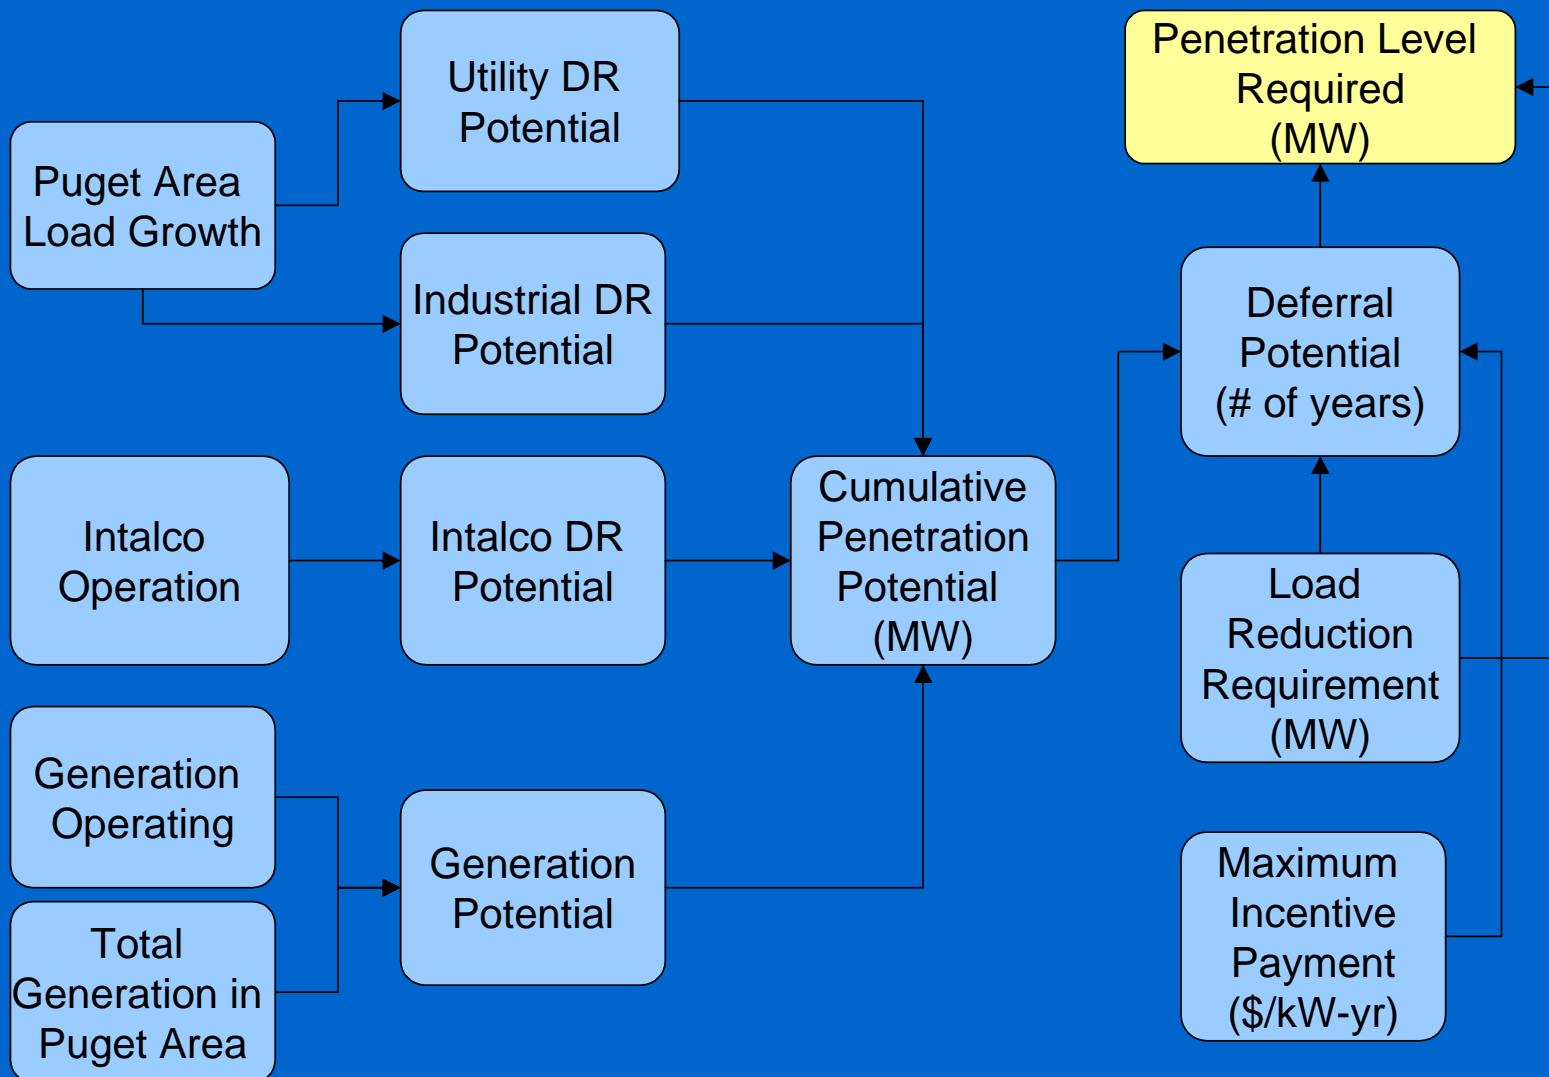 Utility DR
Potential
Penetration Level
Required
(MW)
Puget Area
Load Growth
Industrial DR
Potential
Deferral
Potential
(# of years)
Intalco
Operation
Intalco DR
Potential
Cumulative
Penetration
Potential
(MW)
Load
Reduction
Requirement
(MW)
Generation
Operating
Generation
Potential
Maximum
Incentive
Payment
($/kW-yr)
Total
Generation in
Puget Area